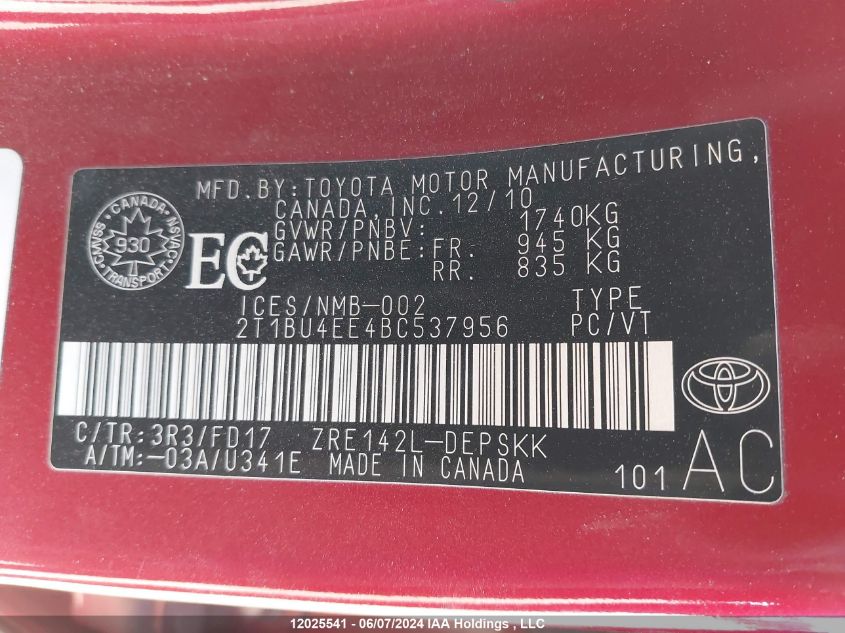 MFD. BY: TOYOTA MOTOR MANUFACTURING,
CANADA, INC. 12/10
GVWR/PNBV: 1740KG
GAWR/PNBE: FR. 945 KG
RR. 835 KG
CANADA
CMVSS 930 NSVAC
TRANSPORT
EC
ICES/NMB-002 TYPE
2T1BU4EE4BC537956 PC/VT
C/TR: 3R3/FD17 ZRE142L-DEPSKK
A/TM: -03A/U341E MADE IN CANADA
101 AC
12025541 - 06/07/2024 IAA Holdings , LLC